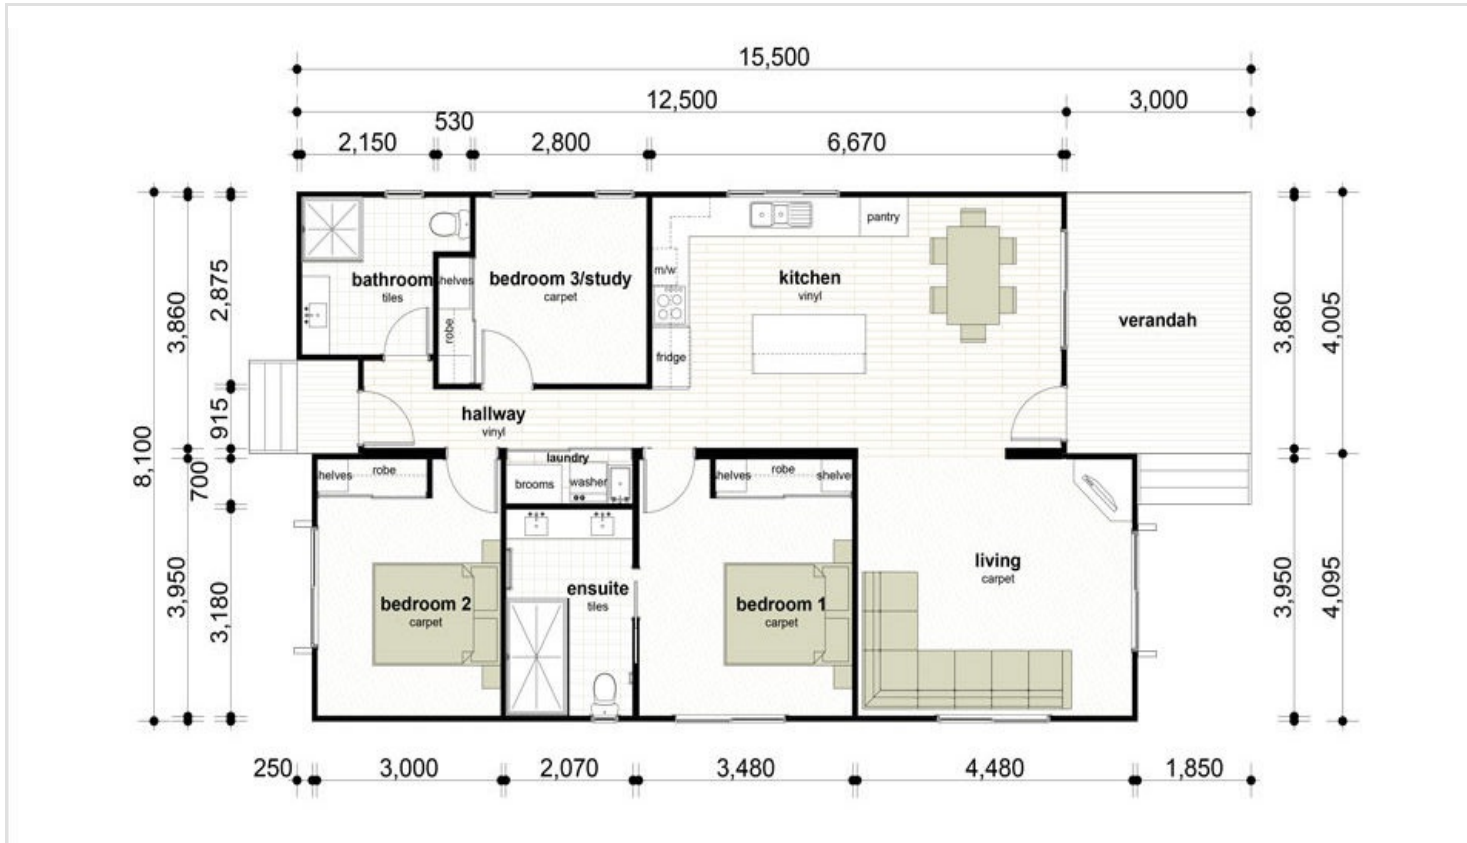 15,500
12,500
3,000
530
2,150
2,800
6,670
pantry
m/w
bathroom
tiles
shelves
bedroom 3/study
carpet
kitchen
vinyl
robe
fridge
verandah
hallway
vinyl
laundry
shelves
robe
brooms
washer
shelves
robe
shelves
living
carpet
ensuite
tiles
bedroom 2
carpet
bedroom 1
carpet
8,100
3,860
2,875
915
700
3,950
3,180
3,860
4,005
3,950
4,095
250
3,000
2,070
3,480
4,480
1,850